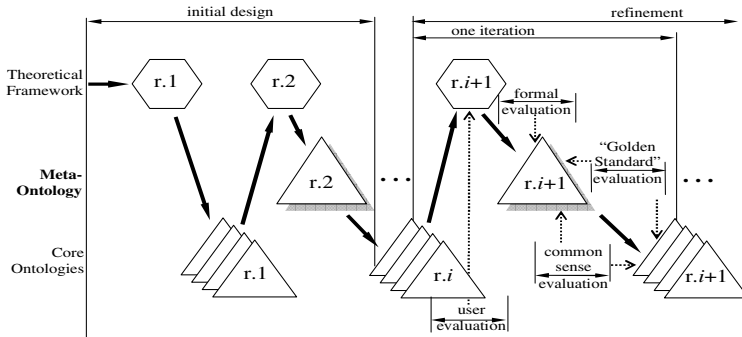 initial design
refinement
one iteration
Theoretical
Framework
r.1
r.2
r.i+1
formal
evaluation
"Golden
Standard"
evaluation
Meta-
Ontology
r.2
...
r.i+1
...
Core
Ontologies
r.1
r.i
common
sense
evaluation
r.i+1
user
evaluation